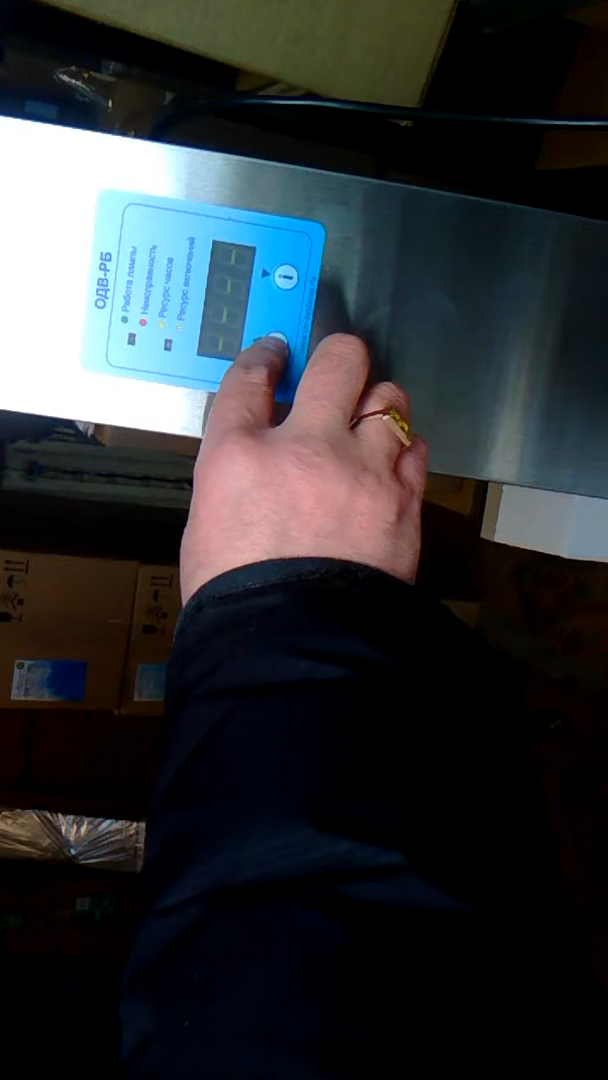 ОДВ-РБ
Работа лампы
Неисправность
Ресурс часов
Ресурс включений